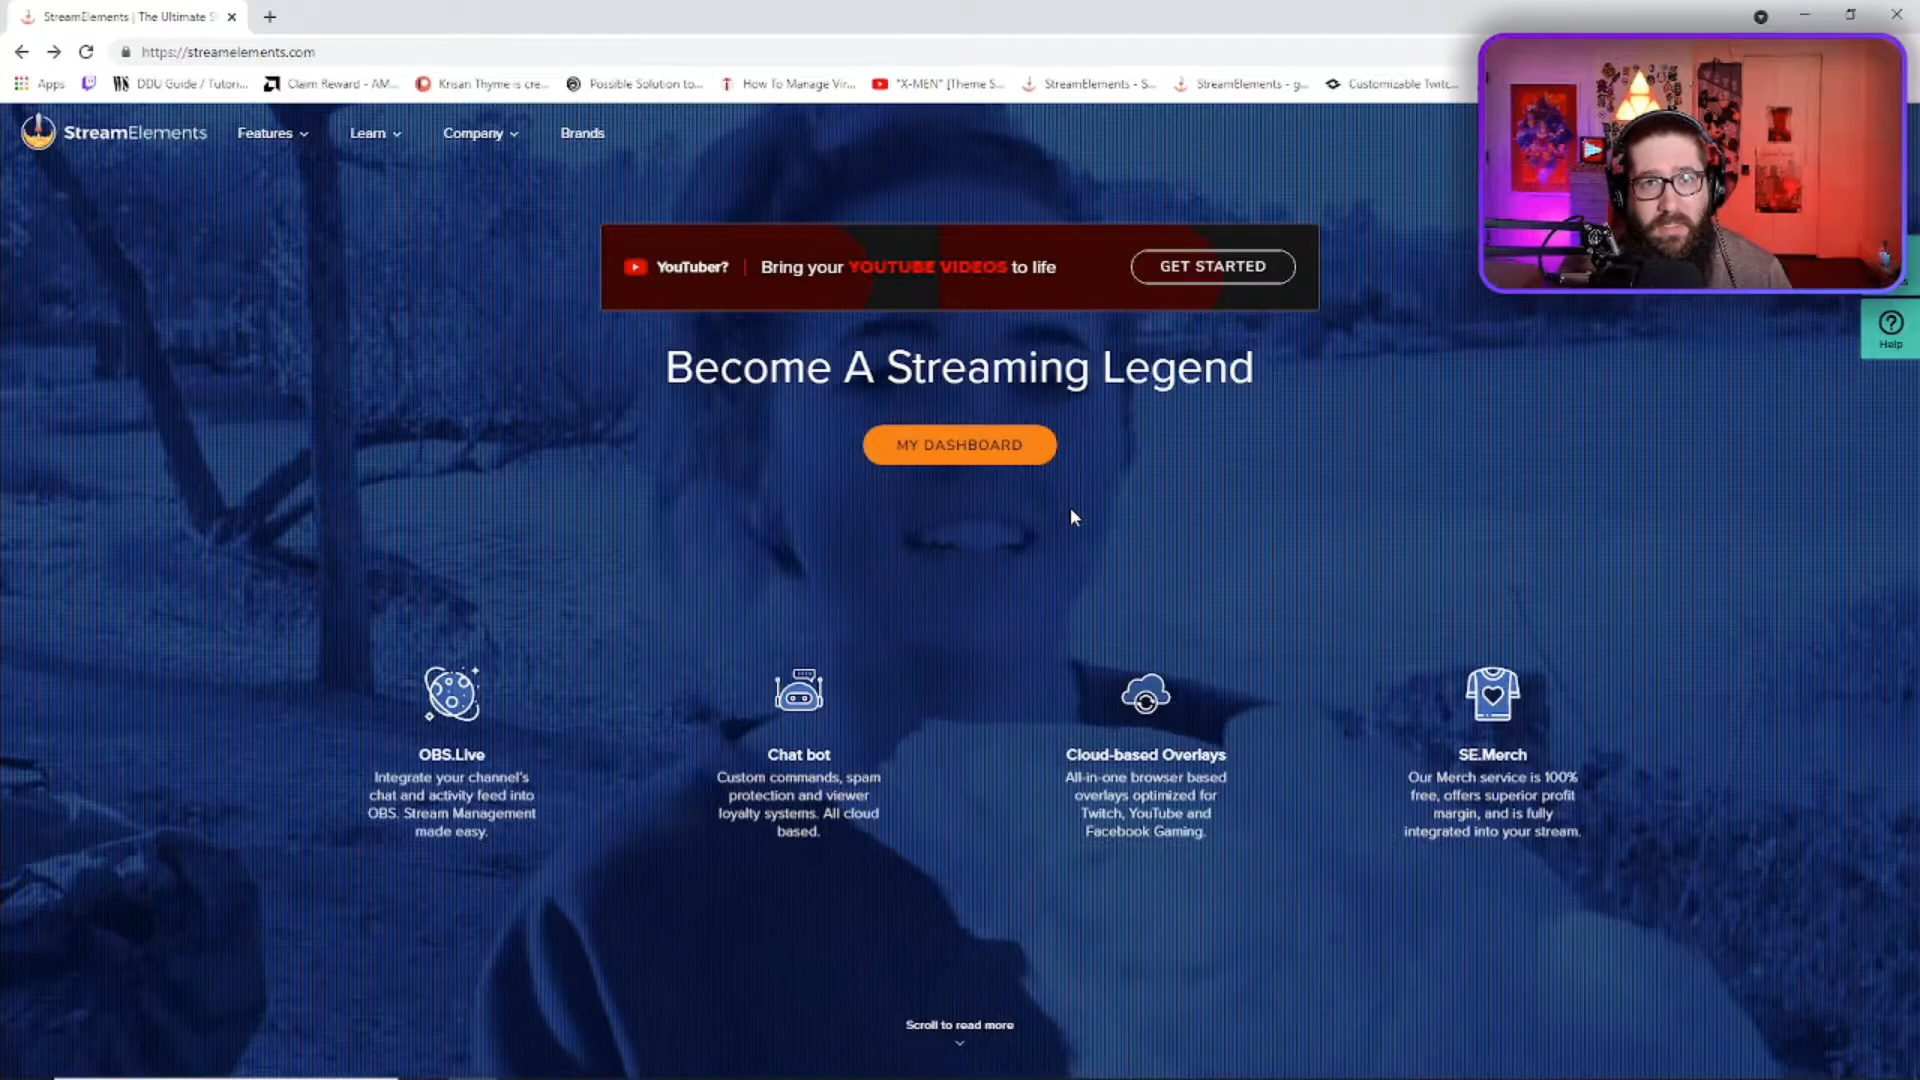 StreamElements | The Ultimate S
https://streamelements.com
Apps
DDU Guide / Tutori...
Claim Reward - AM...
Krisan Thyme is cre...
Possible Solution to...
How To Manage Vir...
"X-MEN" [Theme S...
StreamElements - S...
StreamElements - g...
Customizable Twitc...
StreamElements
Features
Learn
Company
Brands
YouTuber? | Bring your YOUTUBE VIDEOS to life
GET STARTED
Help
Become A Streaming Legend
MY DASHBOARD
OBS.Live
Integrate your channel's
chat and activity feed into
OBS. Stream Management
made easy.
Chat bot
Custom commands, spam
protection and viewer
loyalty systems. All cloud
based.
Cloud-based Overlays
All-in-one browser based
overlays optimized for
Twitch, YouTube and
Facebook Gaming.
SE.Merch
Our Merch service is 100%
free, offers superior profit
margin, and is fully
integrated into your stream.
Scroll to read more